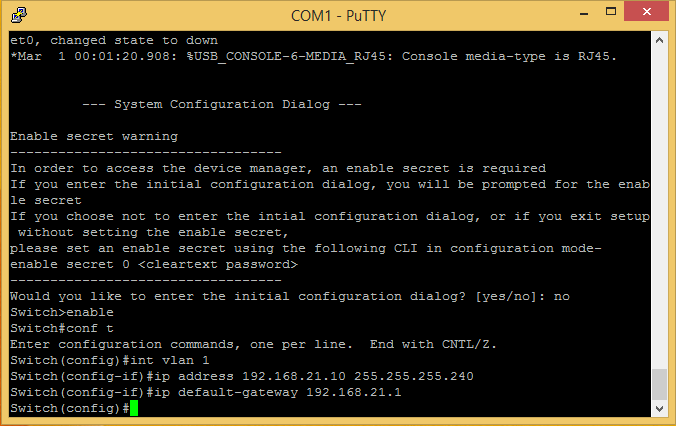 COM1 - PuTTY
et0, changed state to down
*Mar  1 00:01:20.908: %USB_CONSOLE-6-MEDIA_RJ45: Console media-type is RJ45.
--- System Configuration Dialog ---
Enable secret warning
----------------------------------
In order to access the device manager, an enable secret is required
If you enter the initial configuration dialog, you will be prompted for the enab
le secret
If you choose not to enter the intial configuration dialog, or if you exit setup
 without setting the enable secret,
please set an enable secret using the following CLI in configuration mode-
enable secret 0 <cleartext password>
----------------------------------
Would you like to enter the initial configuration dialog? [yes/no]: no
Switch>enable
Switch#conf t
Enter configuration commands, one per line.  End with CNTL/Z.
Switch(config)#int vlan 1
Switch(config-if)#ip address 192.168.21.10 255.255.255.240
Switch(config-if)#ip default-gateway 192.168.21.1
Switch(config)#